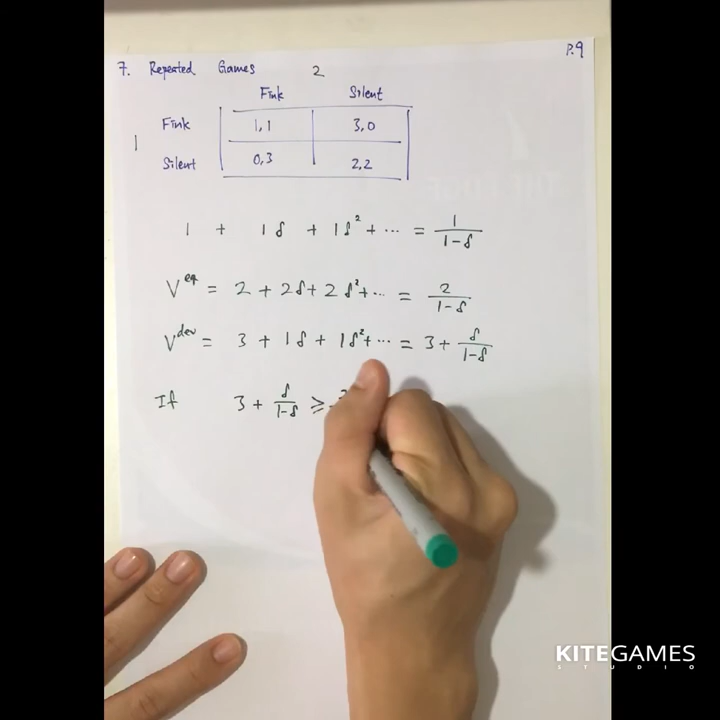 P.9
7. Repeated Games 2
Fink Silent
Fink 1,1 3,0
1
Silent 0,3 2,2
1 + 1δ + 1δ² + ⋯ = 1/(1-δ)
V^eq = 2 + 2δ + 2δ² + ⋯ = 2/(1-δ)
V^dev = 3 + 1δ + 1δ² + ⋯ = 3 + δ/(1-δ)
If 3 + δ/(1-δ) ≥
KITEGAMES
STUDIO